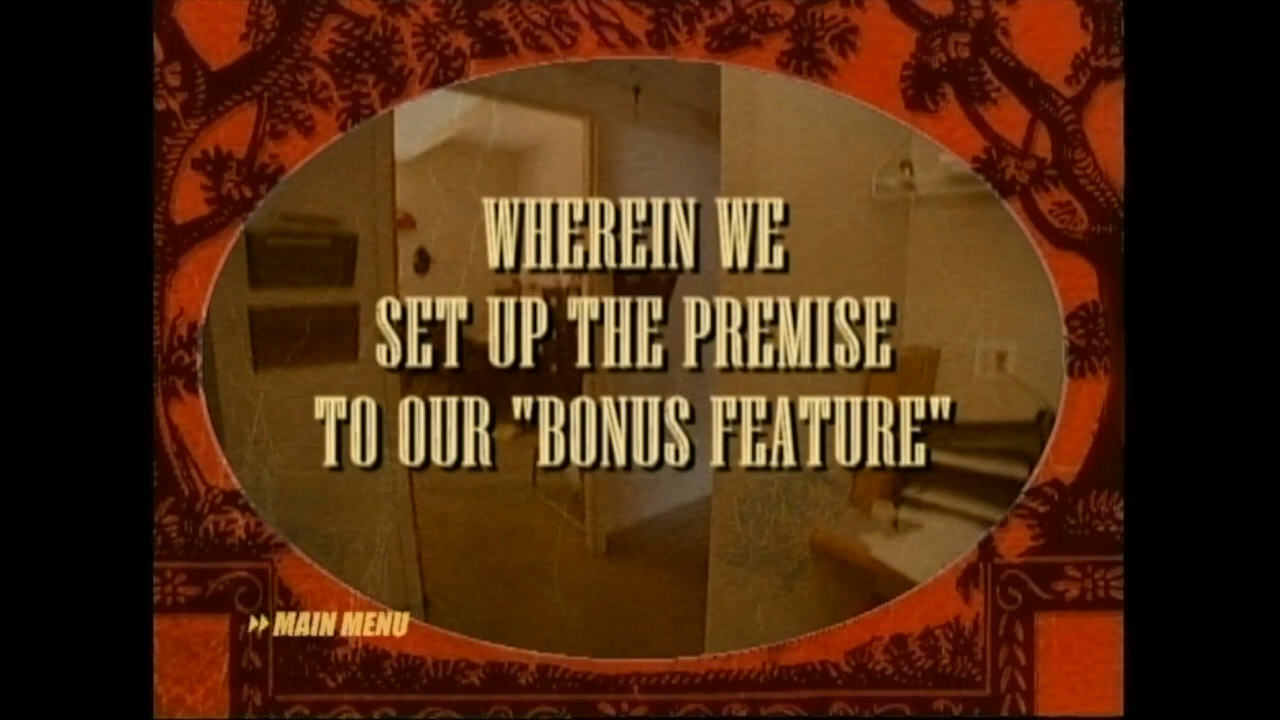 WHEREIN WE
SET UP THE PREMISE
TO OUR "BONUS FEATURE"
MAIN MENU